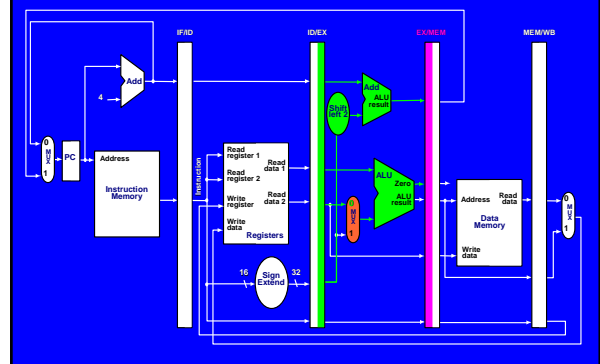 IF/ID
ID/EX
EX/MEM
MEM/WB
Add
4
Add
ALU
result
Shift
left 2
0
M
U
X
1
PC
Address
Instruction
Memory
Instruction
Read
register 1
Read
register 2
Write
register
Write
data
Read
data 1
Read
data 2
Registers
ALU
Zero
ALU
result
0
M
U
X
1
Address
Read
data
Data
Memory
Write
data
0
M
U
X
1
16
Sign
Extend
32